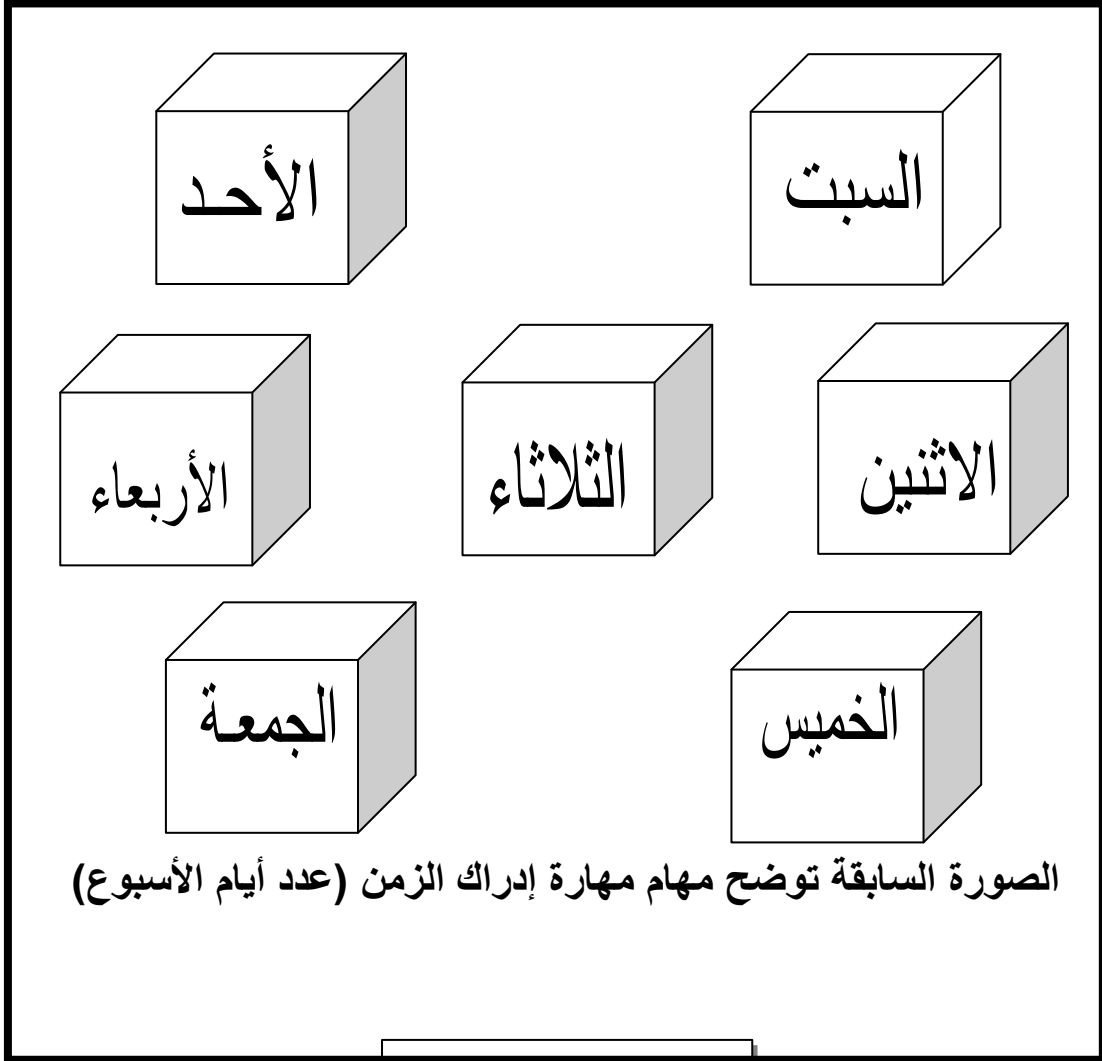 السبت
الأحد
الاثنين
الثلاثاء
الأربعاء
الخميس
الجمعة
الصورة السابقة توضح مهام مهارة إدراك الزمن (عدد أيام الأسبوع)